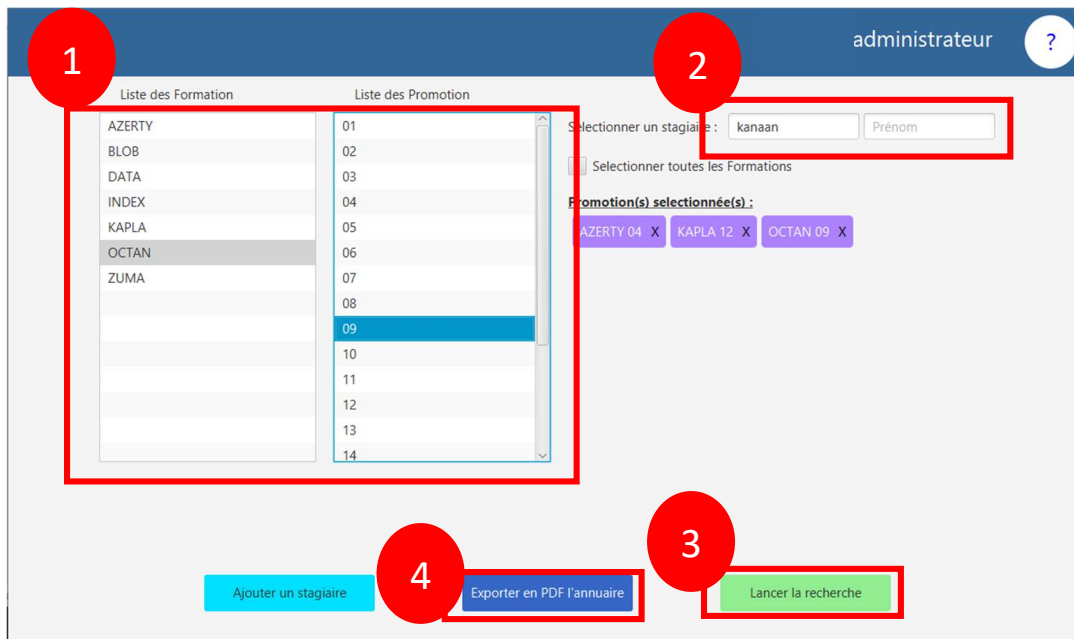 administrateur
?
1
2
Liste des Formation
Liste des Promotion
AZERTY
BLOB
DATA
INDEX
KAPLA
OCTAN
ZUMA
01
02
03
04
05
06
07
08
09
10
11
12
13
14
Selectionner un stagiaire : kanaan Prénom
Selectionner toutes les Formations
Promotion(s) selectionnée(s) :
AZERTY 04 X KAPLA 12 X OCTAN 09 X
4
3
Ajouter un stagiaire
Exporter en PDF l'annuaire
Lancer la recherche